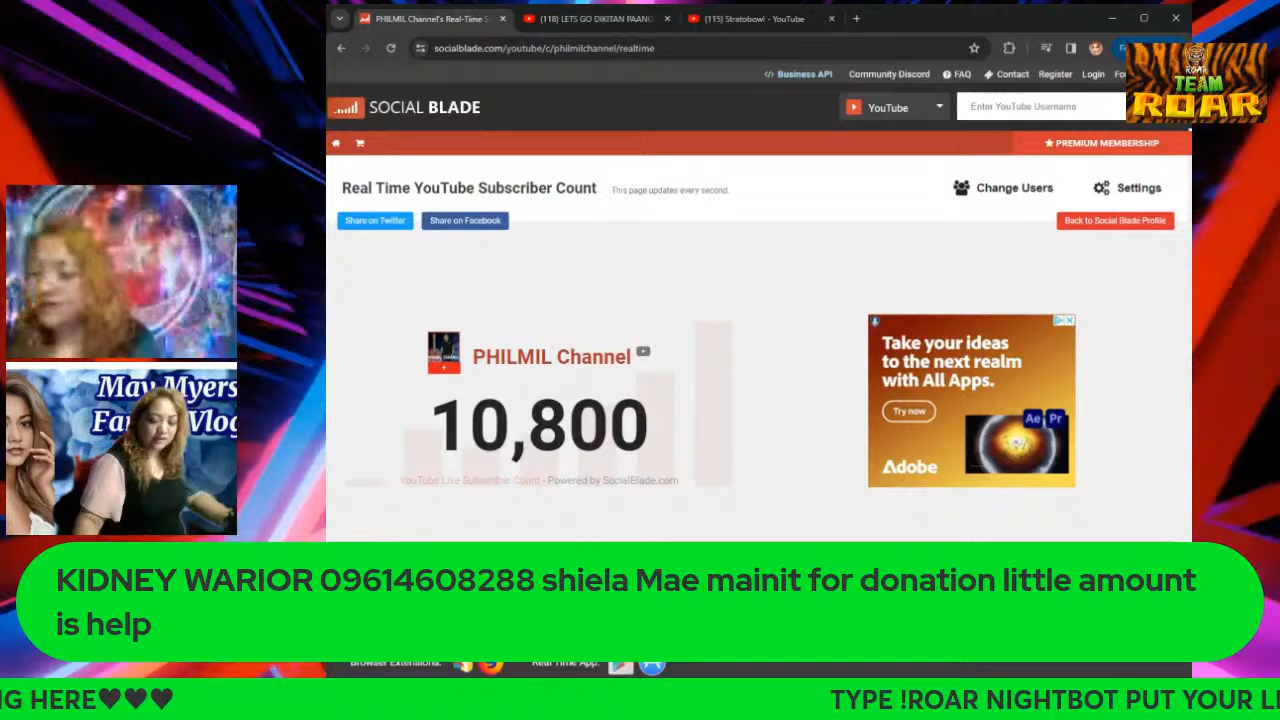 PHILMIL Channel's Real-Time S
(118) LETS GO DIKITAN PAANG
(115) Stratobowl - YouTube
socialblade.com/youtube/c/philmilchannel/realtime
Business API
Community Discord
FAQ
Contact
Register
Login
SOCIAL BLADE
YouTube
Enter YouTube Username
ROAR
TEAM
ROAR
PREMIUM MEMBERSHIP
Real Time YouTube Subscriber Count
This page updates every second.
Change Users
Settings
Share on Twitter
Share on Facebook
Back to Social Blade Profile
PHILMIL Channel
10,800
YouTube Live Subscriber Count - Powered by SocialBlade.com
Take your ideas
to the next realm
with All Apps.
Try now
Ae Pr
Adobe
May Myers
KIDNEY WARIOR 09614608288 shiela Mae mainit for donation little amount
is help
Browser Extensions:
Real Time App:
NG HERE♥♥♥
TYPE !ROAR NIGHTBOT PUT YOUR LI